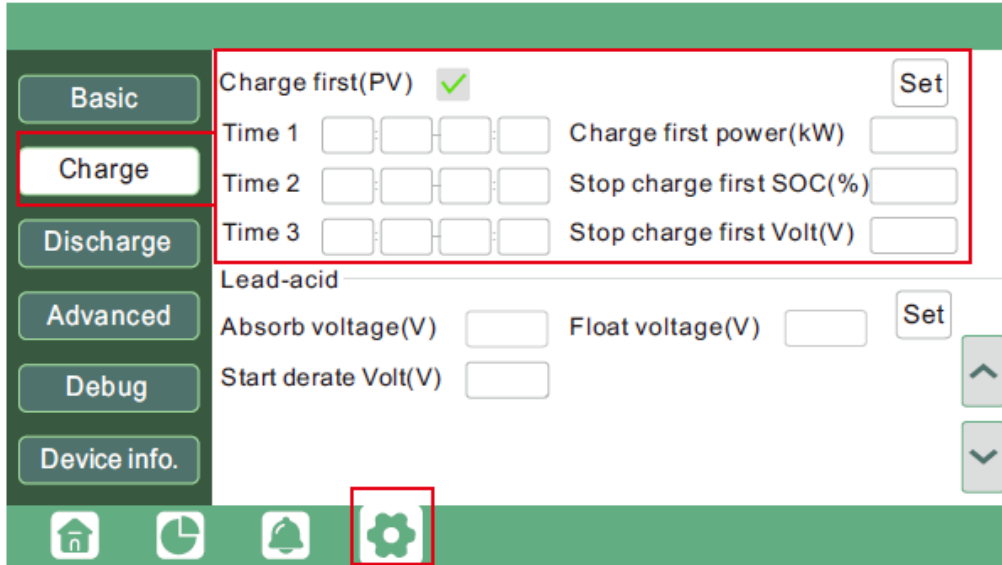 Basic
Charge
Discharge
Advanced
Debug
Device info.
Charge first(PV) Set
Time 1 : - : Charge first power(kW)
Time 2 : - : Stop charge first SOC(%)
Time 3 : - : Stop charge first Volt(V)
Lead-acid
Absorb voltage(V) Float voltage(V) Set
Start derate Volt(V)